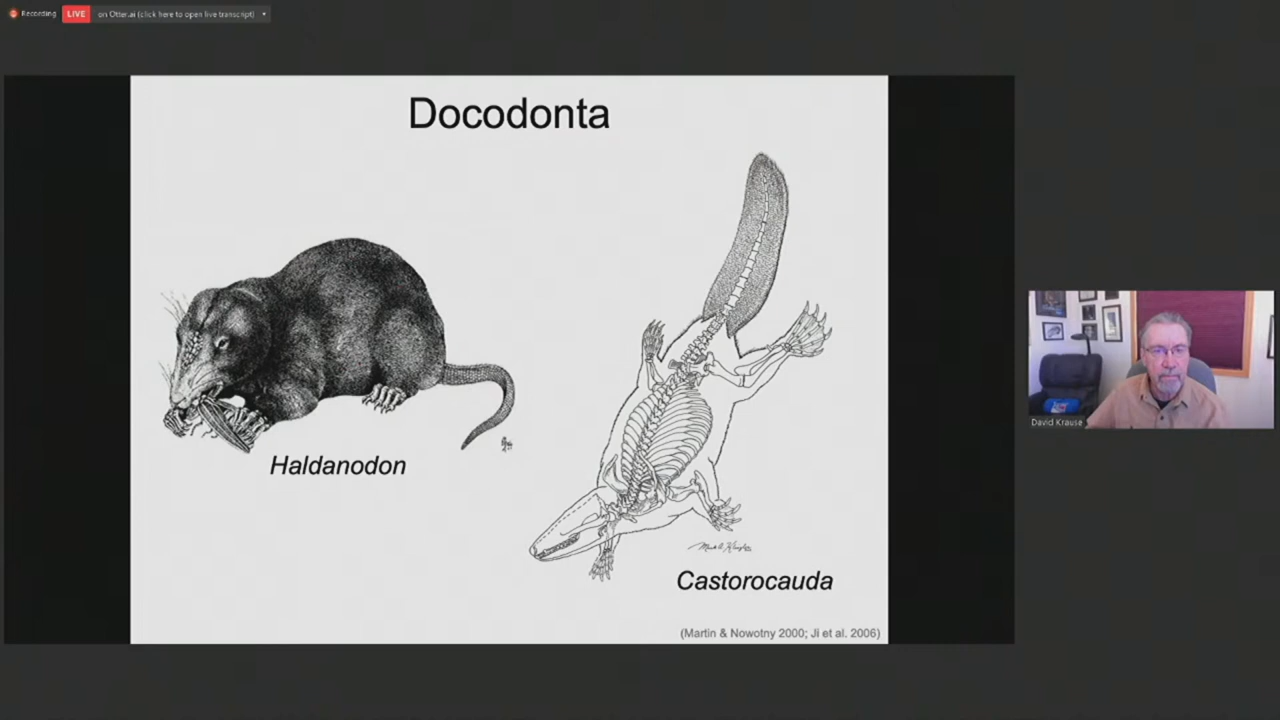 Recording
LIVE
on Otter.ai (click here to open live transcript)
Docodonta
Haldanodon
Castorocauda
(Martin & Nowotny 2000; Ji et al. 2006)
David Krause